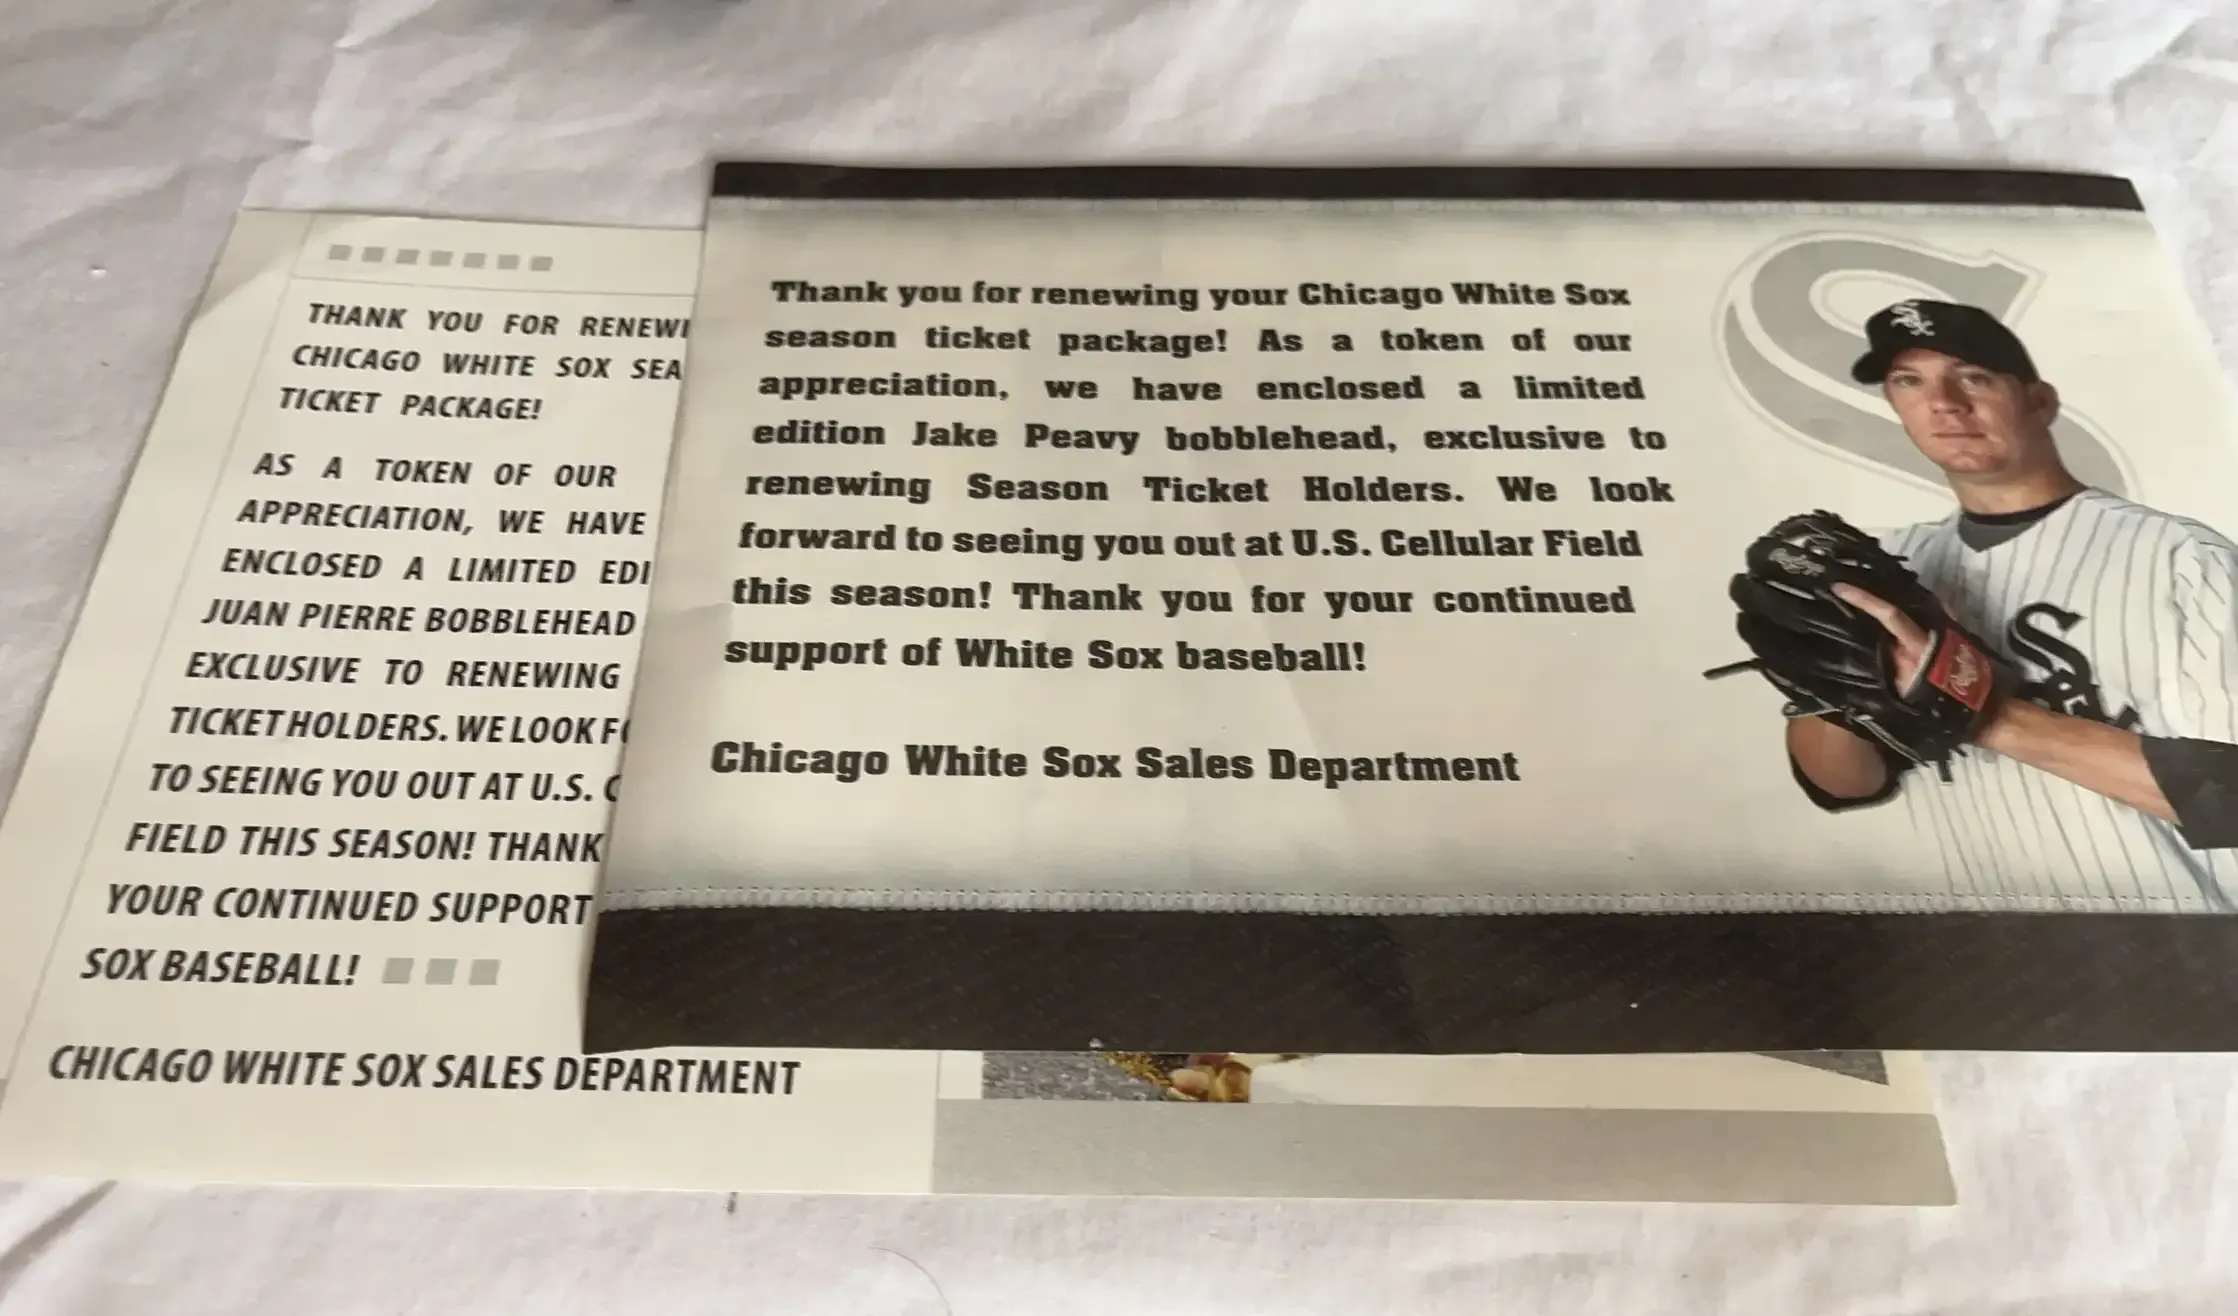 THANK YOU FOR RENEWI
CHICAGO WHITE SOX SEA
TICKET PACKAGE!
AS A TOKEN OF OUR
APPRECIATION, WE HAVE
ENCLOSED A LIMITED EDI
JUAN PIERRE BOBBLEHEAD
EXCLUSIVE TO RENEWING
TICKET HOLDERS. WE LOOK FO
TO SEEING YOU OUT AT U.S. C
FIELD THIS SEASON! THANK
YOUR CONTINUED SUPPORT
SOX BASEBALL!
CHICAGO WHITE SOX SALES DEPARTMENT
Thank you for renewing your Chicago White Sox
season ticket package! As a token of our
appreciation, we have enclosed a limited
edition Jake Peavy bobblehead, exclusive to
renewing Season Ticket Holders. We look
forward to seeing you out at U.S. Cellular Field
this season! Thank you for your continued
support of White Sox baseball!
Chicago White Sox Sales Department
S
Sox
Rawlings
Sox